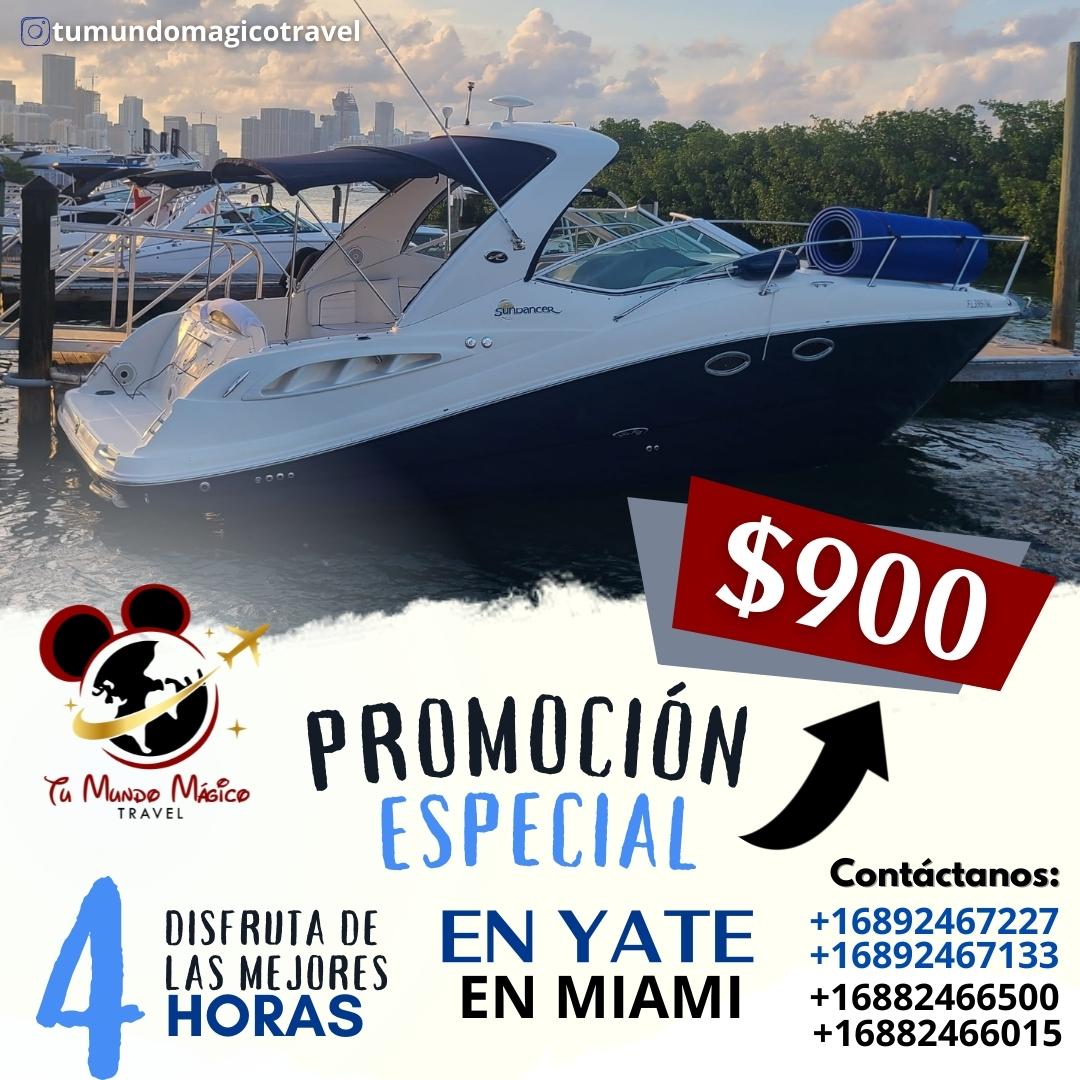 tumundomagicotravel
SunDancer
$900
PROMOCIÓN
ESPECIAL
Tu Mundo Mágico
TRAVEL
4
DISFRUTA DE
LAS MEJORES
HORAS
EN YATE
EN MIAMI
Contáctanos:
+16892467227
+16892467133
+16882466500
+16882466015